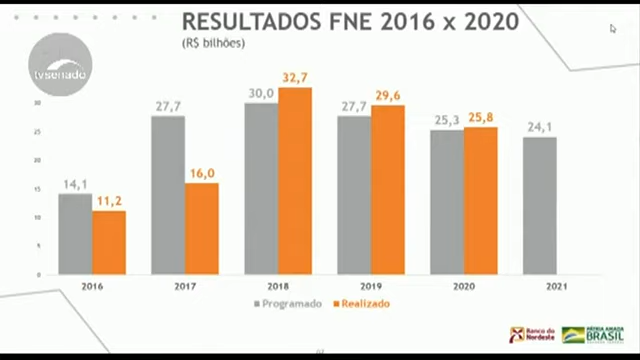 RESULTADOS FNE 2016 x 2020
(R$ bilhões)
tvsenado
30
25
20
15
10
5
0
14,1
11,2
27,7
16,0
30,0
32,7
27,7
29,6
25,3
25,8
24,1
2016
2017
2018
2019
2020
2021
Programado
Realizado
Banco do
Nordeste
PÁTRIA AMADA
BRASIL